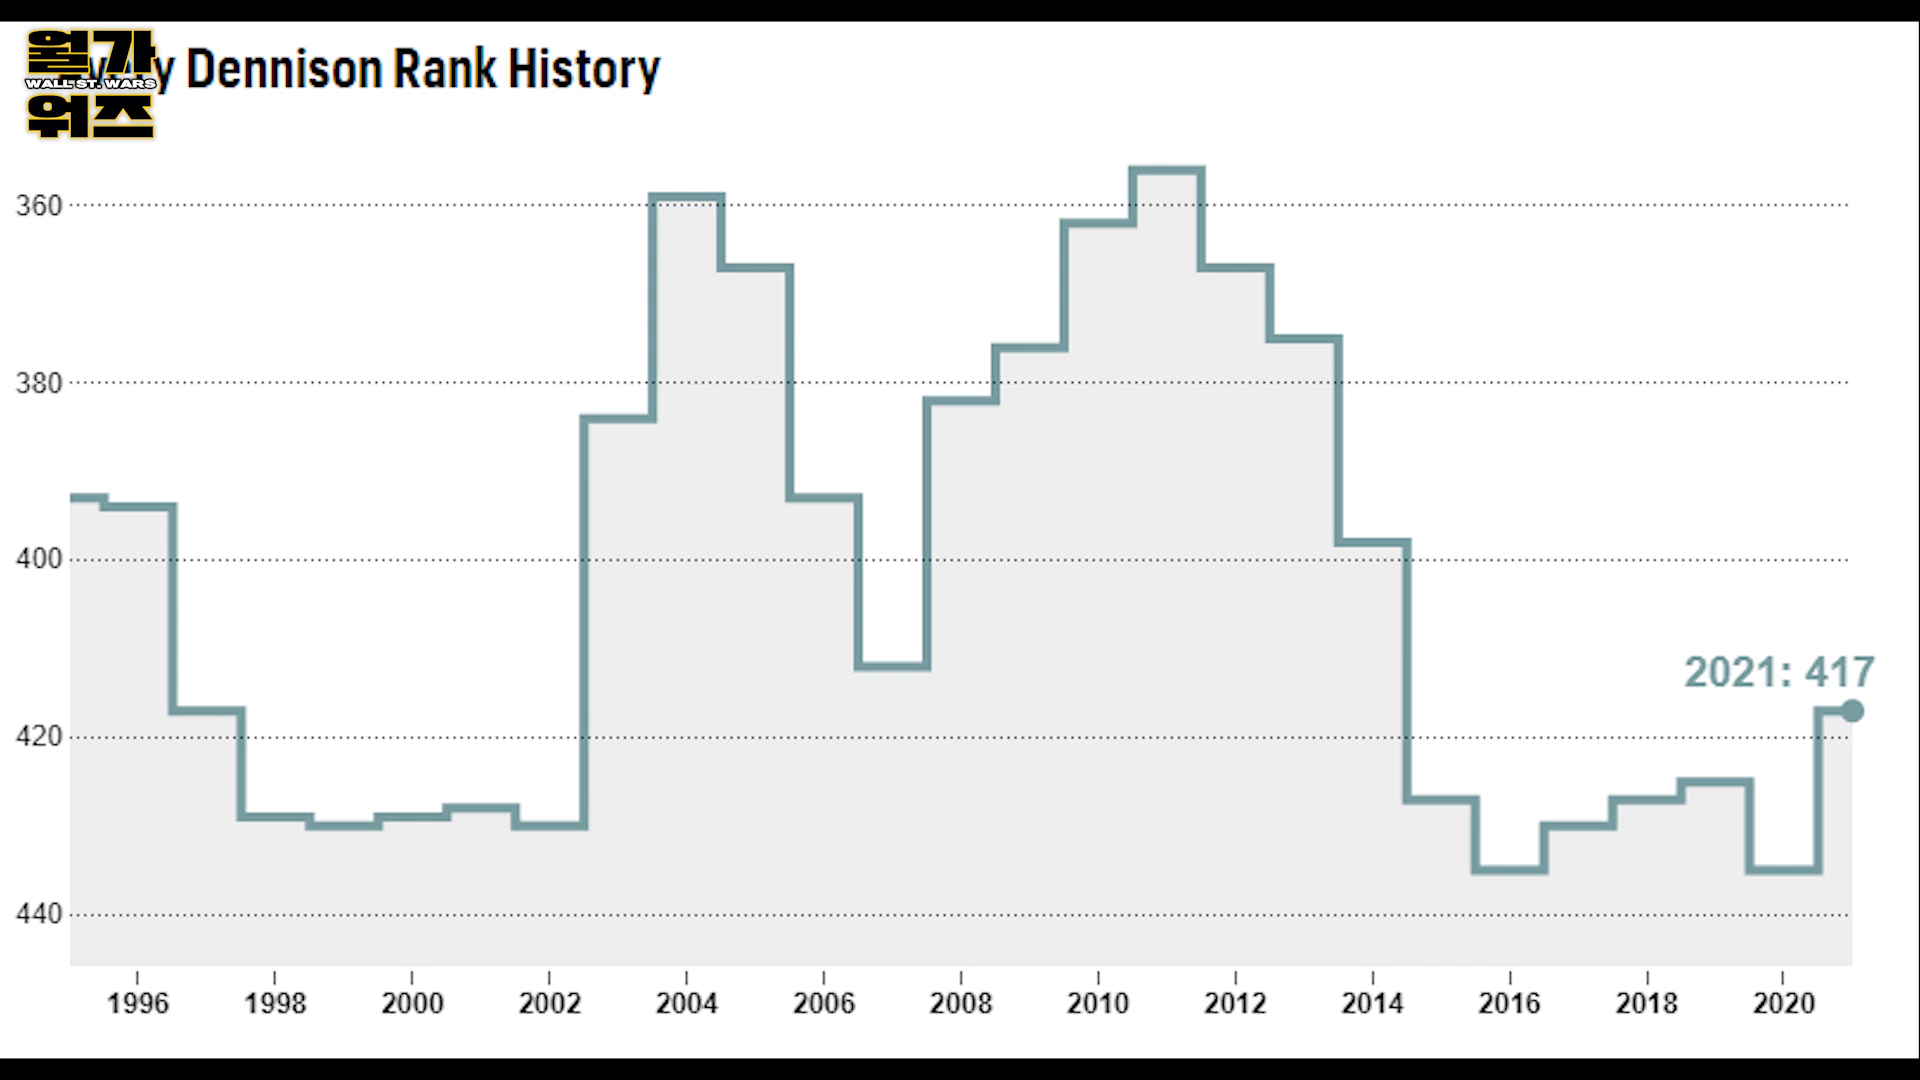 월가
WALL ST. WARS
워즈
Dennison Rank History
360
380
400
420
440
2021: 417
1996 1998 2000 2002 2004 2006 2008 2010 2012 2014 2016 2018 2020